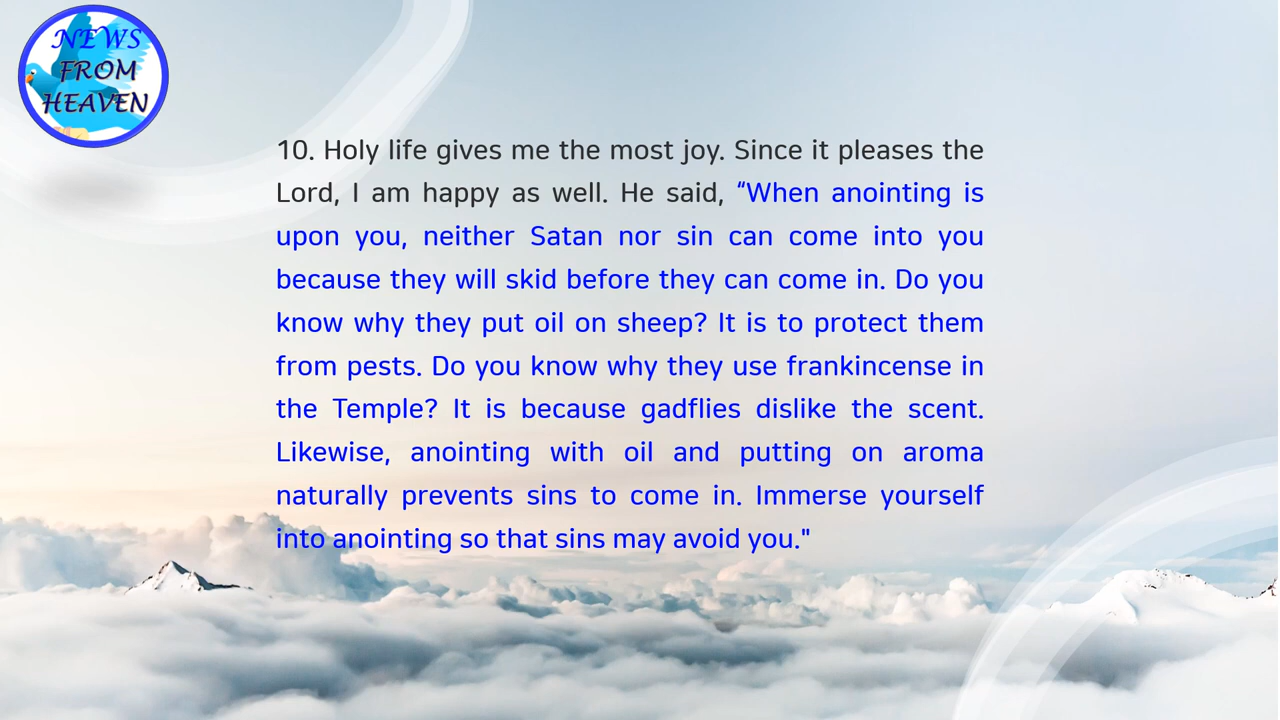 NEWS
FROM
HEAVEN
10. Holy life gives me the most joy. Since it pleases the
Lord, I am happy as well. He said, “When anointing is
upon you, neither Satan nor sin can come into you
because they will skid before they can come in. Do you
know why they put oil on sheep? It is to protect them
from pests. Do you know why they use frankincense in
the Temple? It is because gadflies dislike the scent.
Likewise, anointing with oil and putting on aroma
naturally prevents sins to come in. Immerse yourself
into anointing so that sins may avoid you."